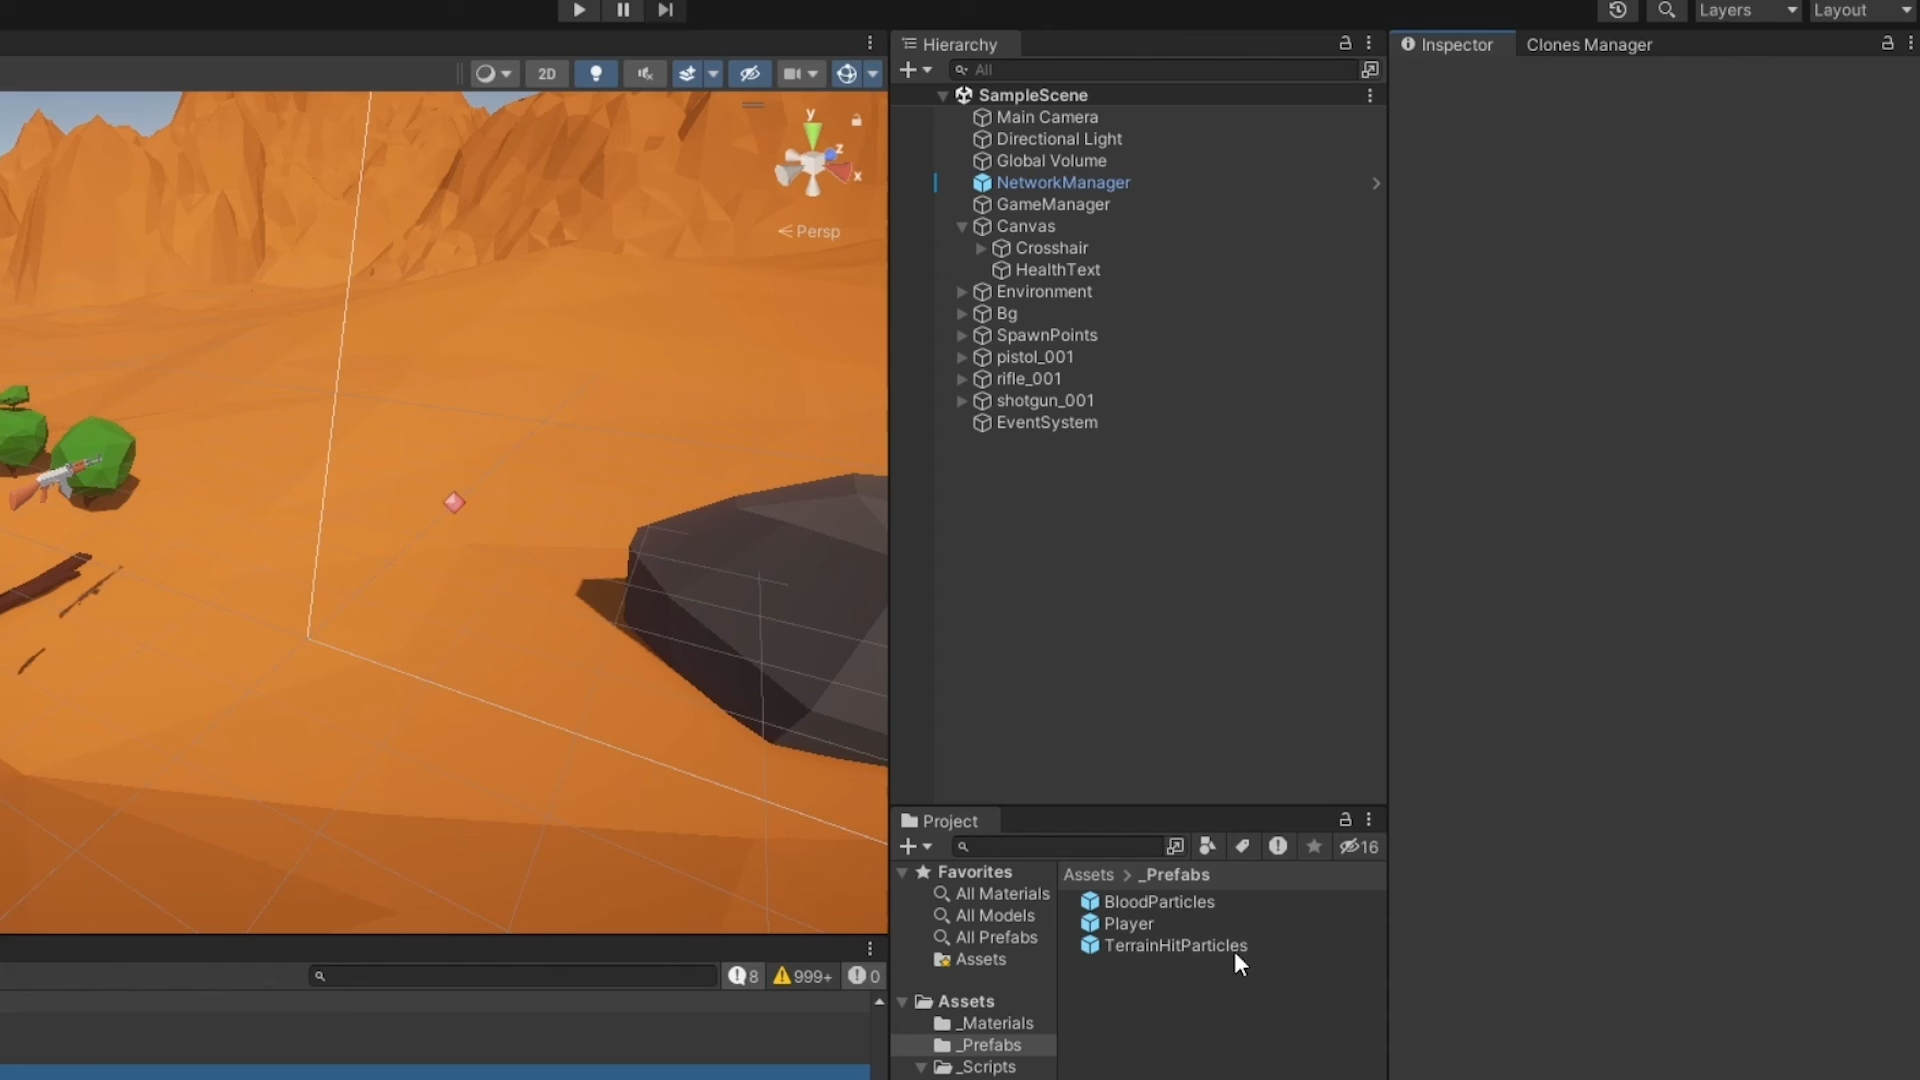 Layers
Layout
Hierarchy
Inspector
Clones Manager
2D
All
SampleScene
Main Camera
Directional Light
Global Volume
NetworkManager
GameManager
Canvas
Crosshair
HealthText
Environment
Bg
SpawnPoints
pistol_001
rifle_001
shotgun_001
EventSystem
y
z
x
Persp
Project
16
Favorites
All Materials
All Models
All Prefabs
Assets
Assets > _Prefabs
BloodParticles
Player
TerrainHitParticles
8
999+
0
Assets
_Materials
_Prefabs
_Scripts